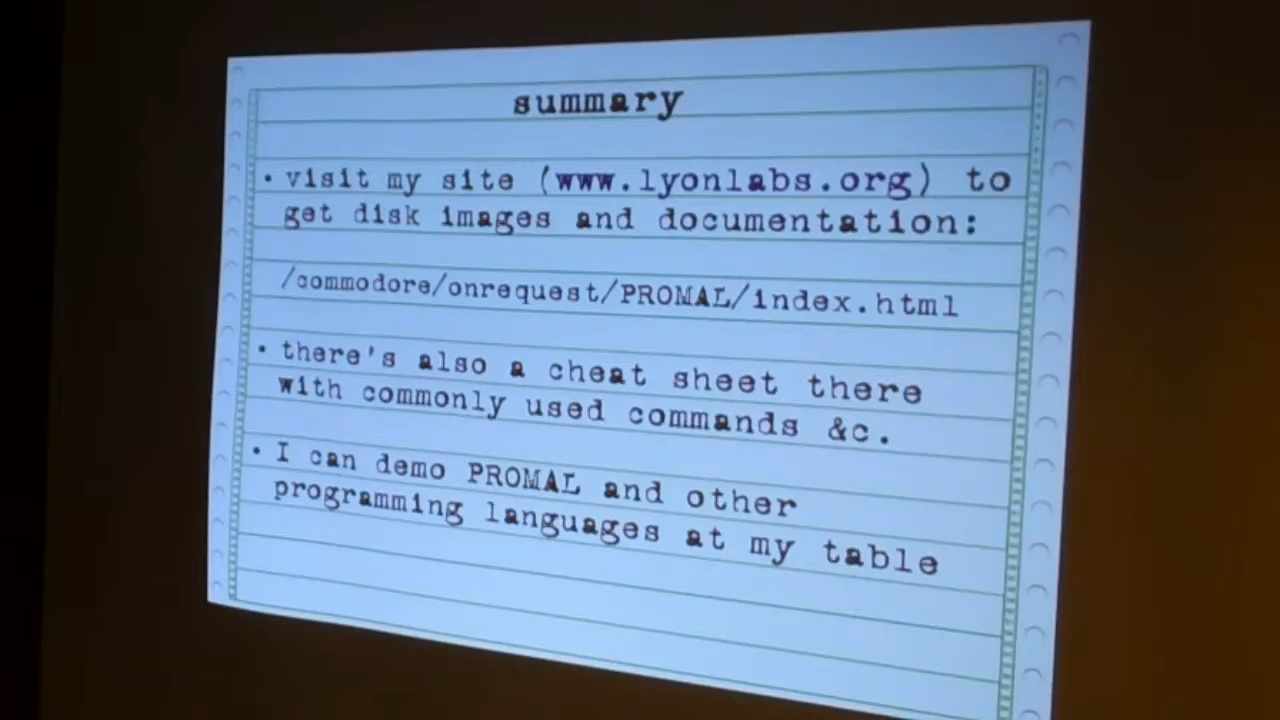 summary
• visit my site (www.lyonlabs.org) to
get disk images and documentation:
/commodore/onrequest/PROMAL/index.html
• there's also a cheat sheet there
with commonly used commands &c.
• I can demo PROMAL and other
programming languages at my table